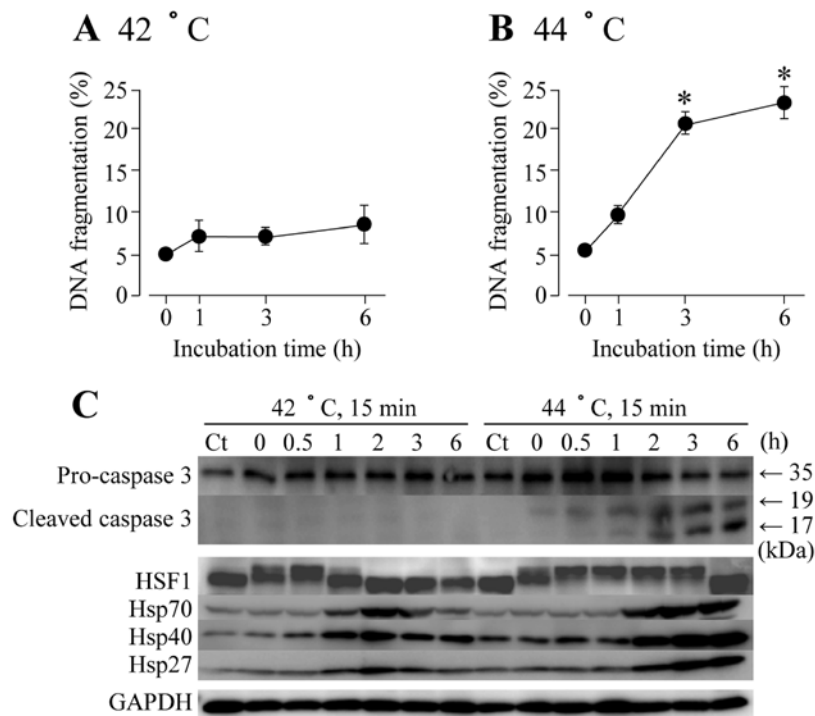 A 42 °C
B 44 °C
DNA fragmentation (%)
25
20
15
10
5
0
0 1 3 6
Incubation time (h)
DNA fragmentation (%)
25
20
15
10
5
0
* *
0 1 3 6
Incubation time (h)
C
42 °C, 15 min 44 °C, 15 min
Ct 0 0.5 1 2 3 6 Ct 0 0.5 1 2 3 6 (h)
Pro-caspase 3 ← 35
← 19
Cleaved caspase 3 ← 17
(kDa)
HSF1
Hsp70
Hsp40
Hsp27
GAPDH